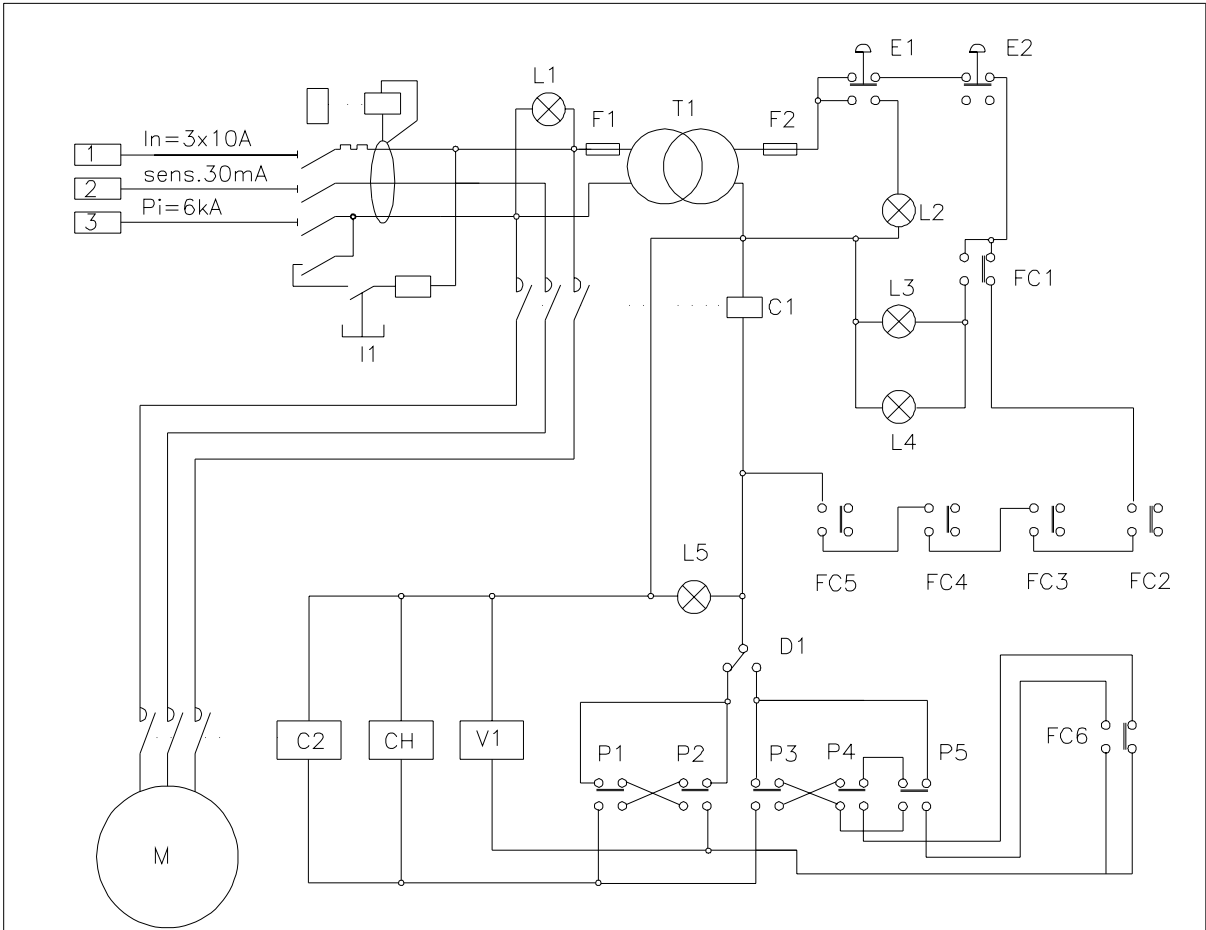 E1
E2
L1
F1
T1
F2
1
In=3x10A
2
sens.30mA
3
Pi=6kA
L2
FC1
L3
C1
I1
L4
FC5
FC4
FC3
FC2
L5
D1
C2
CH
V1
P1
P2
P3
P4
P5
FC6
M